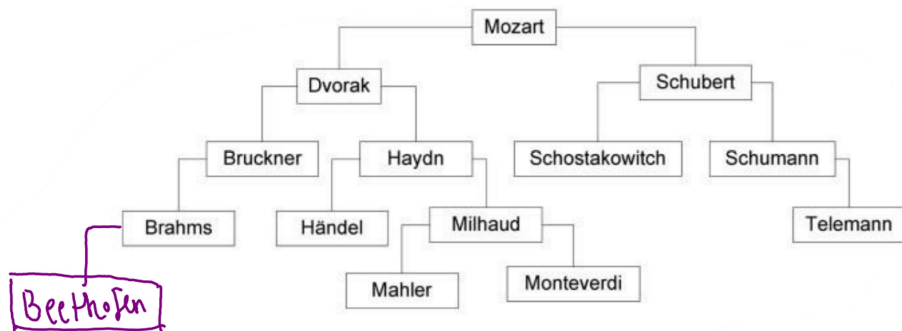 Mozart
Dvorak
Schubert
Bruckner
Haydn
Schostakowitch
Schumann
Brahms
Händel
Milhaud
Telemann
Mahler
Monteverdi
Beethofen